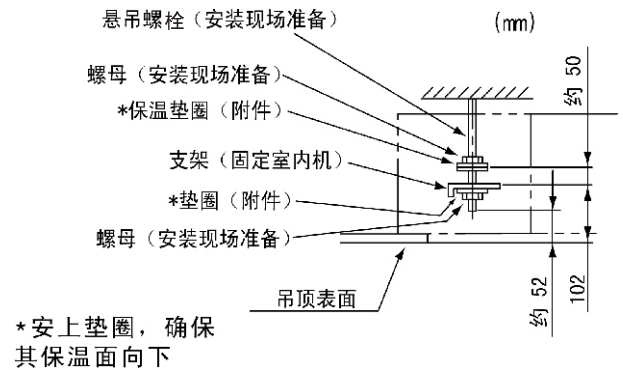 悬吊螺栓（安装现场准备）
(mm)
螺母（安装现场准备）
*保温垫圈（附件）
支架（固定室内机）
*垫圈（附件）
螺母（安装现场准备）
吊顶表面
约 50
约 52
102
*安上垫圈，确保
其保温面向下